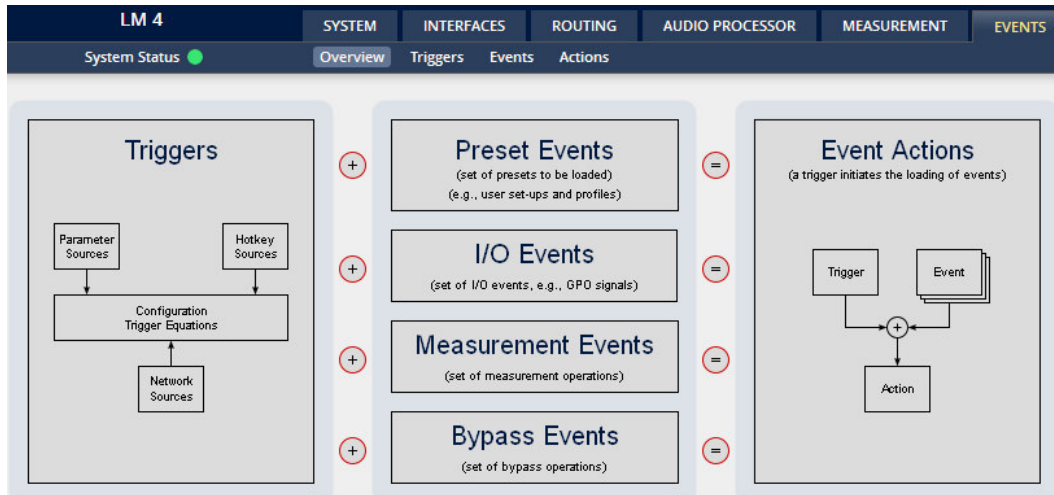 LM 4
SYSTEM
INTERFACES
ROUTING
AUDIO PROCESSOR
MEASUREMENT
EVENTS
System Status
Overview
Triggers
Events
Actions
Triggers
Parameter
Sources
Hotkey
Sources
Configuration
Trigger Equations
Network
Sources
+
+
+
+
Preset Events
(set of presets to be loaded)
(e.g., user set-ups and profiles)
I/O Events
(set of I/O events, e.g., GPO signals)
Measurement Events
(set of measurement operations)
Bypass Events
(set of bypass operations)
=
=
=
=
Event Actions
(a trigger initiates the loading of events)
Trigger
Event
+
Action